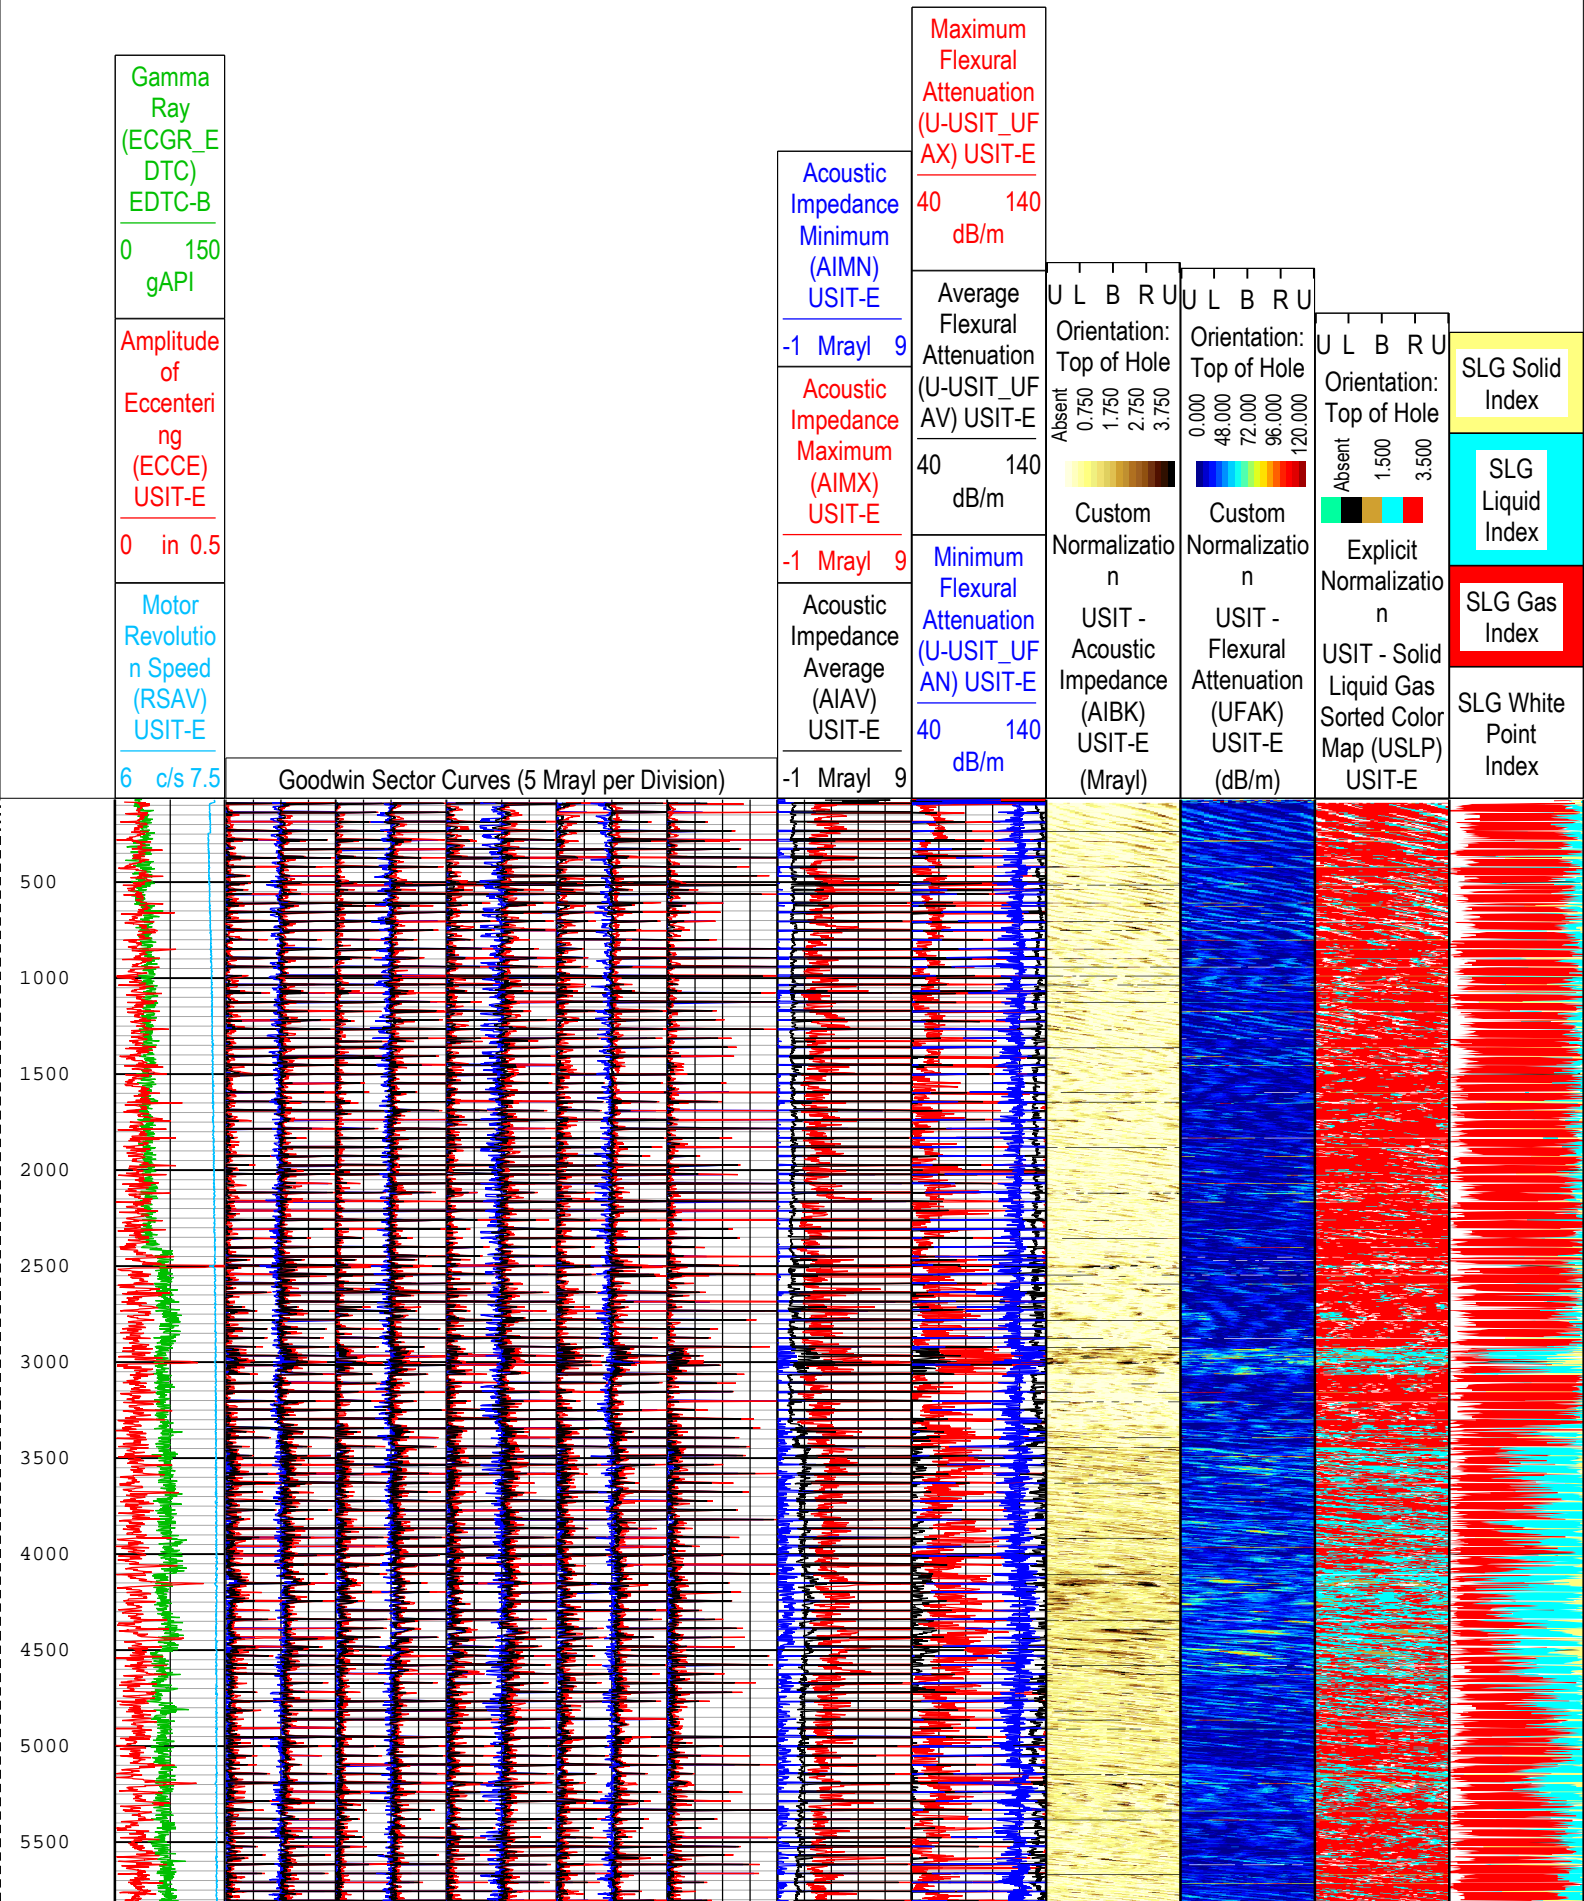 Gamma
Ray
(ECGR_E
DTC)
EDTC-B
0 150
gAPI
Amplitude
of
Eccenteri
ng
(ECCE)
USIT-E
0 in 0.5
Motor
Revolutio
n Speed
(RSAV)
USIT-E
6 c/s 7.5
Goodwin Sector Curves (5 Mrayl per Division)
Acoustic
Impedance
Minimum
(AIMN)
USIT-E
-1 Mrayl 9
Acoustic
Impedance
Maximum
(AIMX)
USIT-E
-1 Mrayl 9
Acoustic
Impedance
Average
(AIAV)
USIT-E
-1 Mrayl 9
Maximum
Flexural
Attenuation
(U-USIT_UF
AX) USIT-E
40 140
dB/m
Average
Flexural
Attenuation
(U-USIT_UF
AV) USIT-E
40 140
dB/m
Minimum
Flexural
Attenuation
(U-USIT_UF
AN) USIT-E
40 140
dB/m
U L B R U
Orientation:
Top of Hole
Absent
0.750
1.750
2.750
3.750
Custom
Normalizatio
n
USIT -
Acoustic
Impedance
(AIBK)
USIT-E
(Mrayl)
U L B R U
Orientation:
Top of Hole
0.000
48.000
72.000
96.000
120.000
Custom
Normalizatio
n
USIT -
Flexural
Attenuation
(UFAK)
USIT-E
(dB/m)
U L B R U
Orientation:
Top of Hole
Absent
1.500
3.500
Explicit
Normalizatio
n
USIT - Solid
Liquid Gas
Sorted Color
Map (USLP)
USIT-E
SLG Solid
Index
SLG
Liquid
Index
SLG Gas
Index
SLG White
Point
Index
500
1000
1500
2000
2500
3000
3500
4000
4500
5000
5500